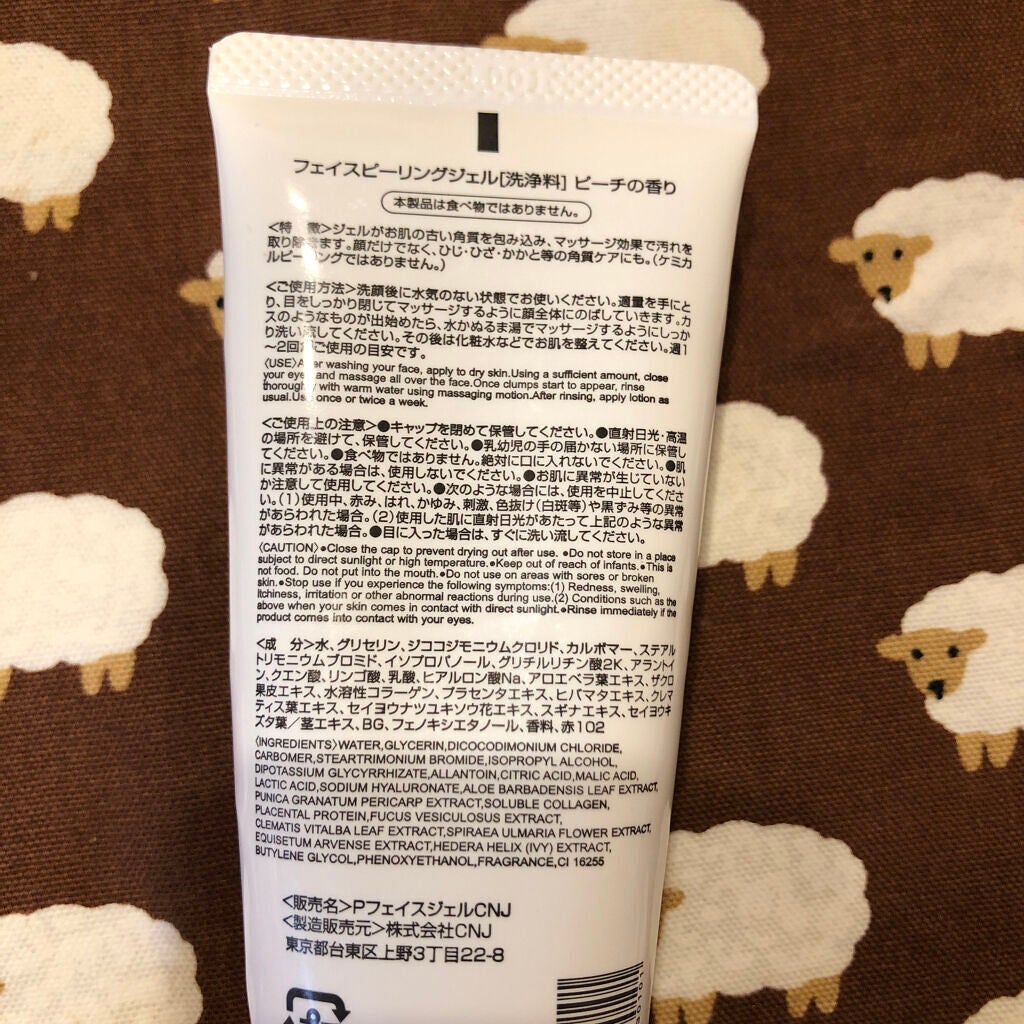 001
フェイスピーリングジェル[洗浄料] ピーチの香り
本製品は食べ物ではありません。
<特 徴>ジェルがお肌の古い角質を包み込み、マッサージ効果で汚れを
取り除きます。顔だけでなく、ひじ・ひざ・かかと等の角質ケアにも。(ケミカ
ルピーリングではありません。)
<ご使用方法>洗顔後に水気のない状態でお使いください。適量を手にと
り、目をしっかり閉じてマッサージするように顔全体にのばしていきます。カ
スのようなものが出始めたら、水かぬるま湯でマッサージするようにしっか
り洗い流してください。その後は化粧水などでお肌を整えてください。週1
〜2回がご使用の目安です。
〈USE〉After washing your face, apply to dry skin.Using a sufficient amount, close
your eyes and massage all over the face.Once clumps start to appear, rinse
thoroughly with warm water using massaging motion.After rinsing, apply lotion as
usual.Use once or twice a week.
<ご使用上の注意>●キャップを閉めて保管してください。●直射日光・高温
の場所を避けて、保管してください。●乳幼児の手の届かない場所に保管し
てください。●食べ物ではありません。絶対に口に入れないでください。●肌
に異常がある場合は、使用しないでください。●お肌に異常が生じていない
か注意して使用してください。●次のような場合には、使用を中止してくださ
い。(1)使用中、赤み、はれ、かゆみ、刺激、色抜け(白斑等)や黒ずみ等の異常
があらわれた場合。(2)使用した肌に直射日光があたって上記のような異常
があらわれた場合。●目に入った場合は、すぐに洗い流してください。
〈CAUTION〉●Close the cap to prevent drying out after use. ●Do not store in a place
subject to direct sunlight or high temperature.●Keep out of reach of infants.●This is
not food. Do not put into the mouth.●Do not use on areas with sores or broken
skin.●Stop use if you experience the following symptoms:(1) Redness, swelling,
Itchiness, irritation or other abnormal reactions during use.(2) Conditions such as the
above when your skin comes in contact with direct sunlight.●Rinse immediately if the
product comes into contact with your eyes.
<成 分>水、グリセリン、ジココジモニウムクロリド、カルボマー、ステアル
トリモニウムブロミド、イソプロパノール、グリチルリチン酸2K、アラントイ
ン、クエン酸、リンゴ酸、乳酸、ヒアルロン酸Na、アロエベラ葉エキス、ザクロ
果皮エキス、水溶性コラーゲン、プラセンタエキス、ヒバマタエキス、クレマ
ティス葉エキス、セイヨウナツユキソウ花エキス、スギナエキス、セイヨウキ
ズタ葉/茎エキス、BG、フェノキシエタノール、香料、赤102
〈INGREDIENTS〉WATER,GLYCERIN,DICOCODIMONIUM CHLORIDE,
CARBOMER,STEARTRIMONIUM BROMIDE,ISOPROPYL ALCOHOL,
DIPOTASSIUM GLYCYRRHIZATE,ALLANTOIN,CITRIC ACID,MALIC ACID,
LACTIC ACID,SODIUM HYALURONATE,ALOE BARBADENSIS LEAF EXTRACT,
PUNICA GRANATUM PERICARP EXTRACT,SOLUBLE COLLAGEN,
PLACENTAL PROTEIN,FUCUS VESICULOSUS EXTRACT,
CLEMATIS VITALBA LEAF EXTRACT,SPIRAEA ULMARIA FLOWER EXTRACT,
EQUISETUM ARVENSE EXTRACT,HEDERA HELIX (IVY) EXTRACT,
BUTYLENE GLYCOL,PHENOXYETHANOL,FRAGRANCE,CI 16255
<販売名>PフェイスジェルCNJ
<製造販売元>株式会社CNJ
東京都台東区上野3丁目22-8